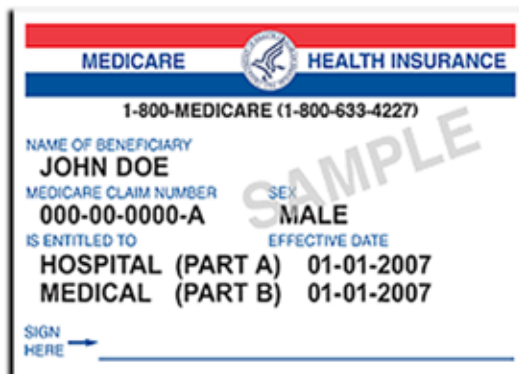 MEDICARE HEALTH INSURANCE
1-800-MEDICARE (1-800-633-4227)
NAME OF BENEFICIARY
JOHN DOE
MEDICARE CLAIM NUMBER SEX
000-00-0000-A MALE
IS ENTITLED TO EFFECTIVE DATE
HOSPITAL (PART A) 01-01-2007
MEDICAL (PART B) 01-01-2007
SIGN
HERE
SAMPLE